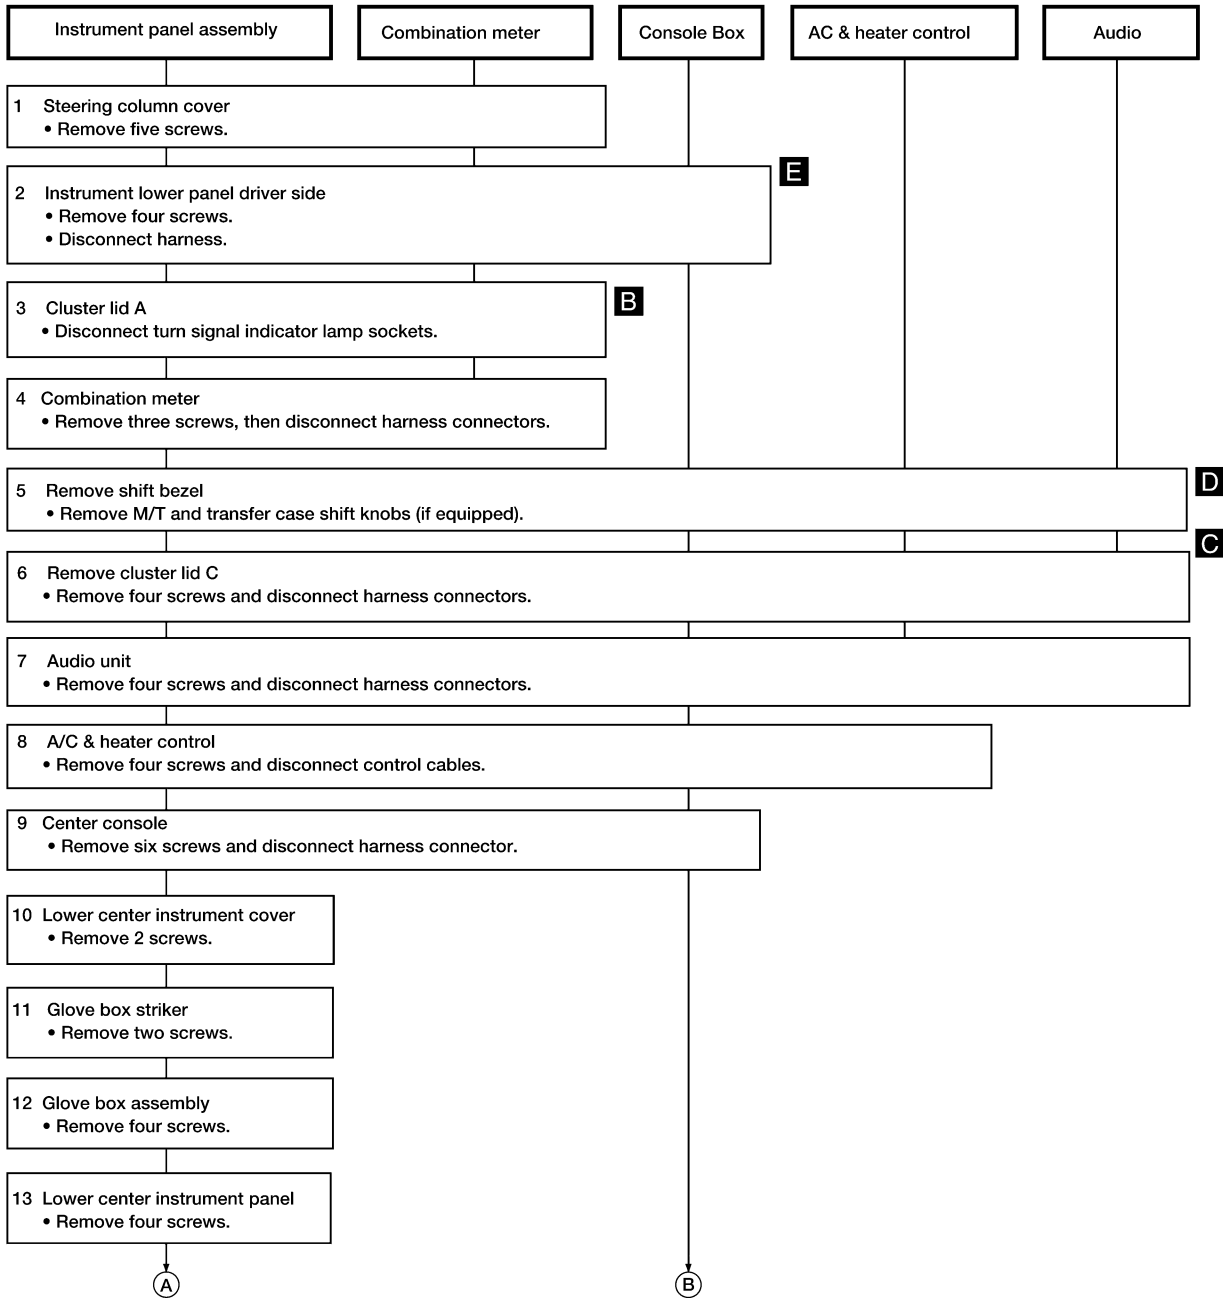 Instrument panel assembly
Combination meter
Console Box
AC & heater control
Audio
1 Steering column cover
• Remove five screws.
E
2 Instrument lower panel driver side
• Remove four screws.
• Disconnect harness.
B
3 Cluster lid A
• Disconnect turn signal indicator lamp sockets.
4 Combination meter
• Remove three screws, then disconnect harness connectors.
D
5 Remove shift bezel
• Remove M/T and transfer case shift knobs (if equipped).
C
6 Remove cluster lid C
• Remove four screws and disconnect harness connectors.
7 Audio unit
• Remove four screws and disconnect harness connectors.
8 A/C & heater control
• Remove four screws and disconnect control cables.
9 Center console
• Remove six screws and disconnect harness connector.
10 Lower center instrument cover
• Remove 2 screws.
11 Glove box striker
• Remove two screws.
12 Glove box assembly
• Remove four screws.
13 Lower center instrument panel
• Remove four screws.
A
B